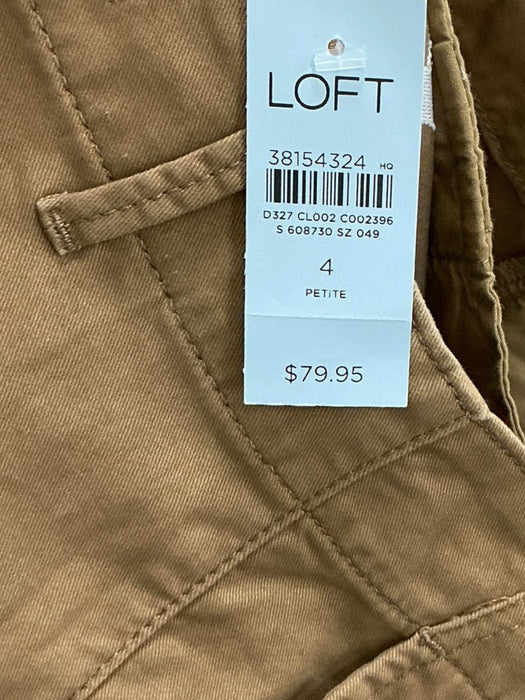 LOFT
38154324 HQ
D327 CL002 C002396
S 608730 SZ 049
4
PETITE
$79.95